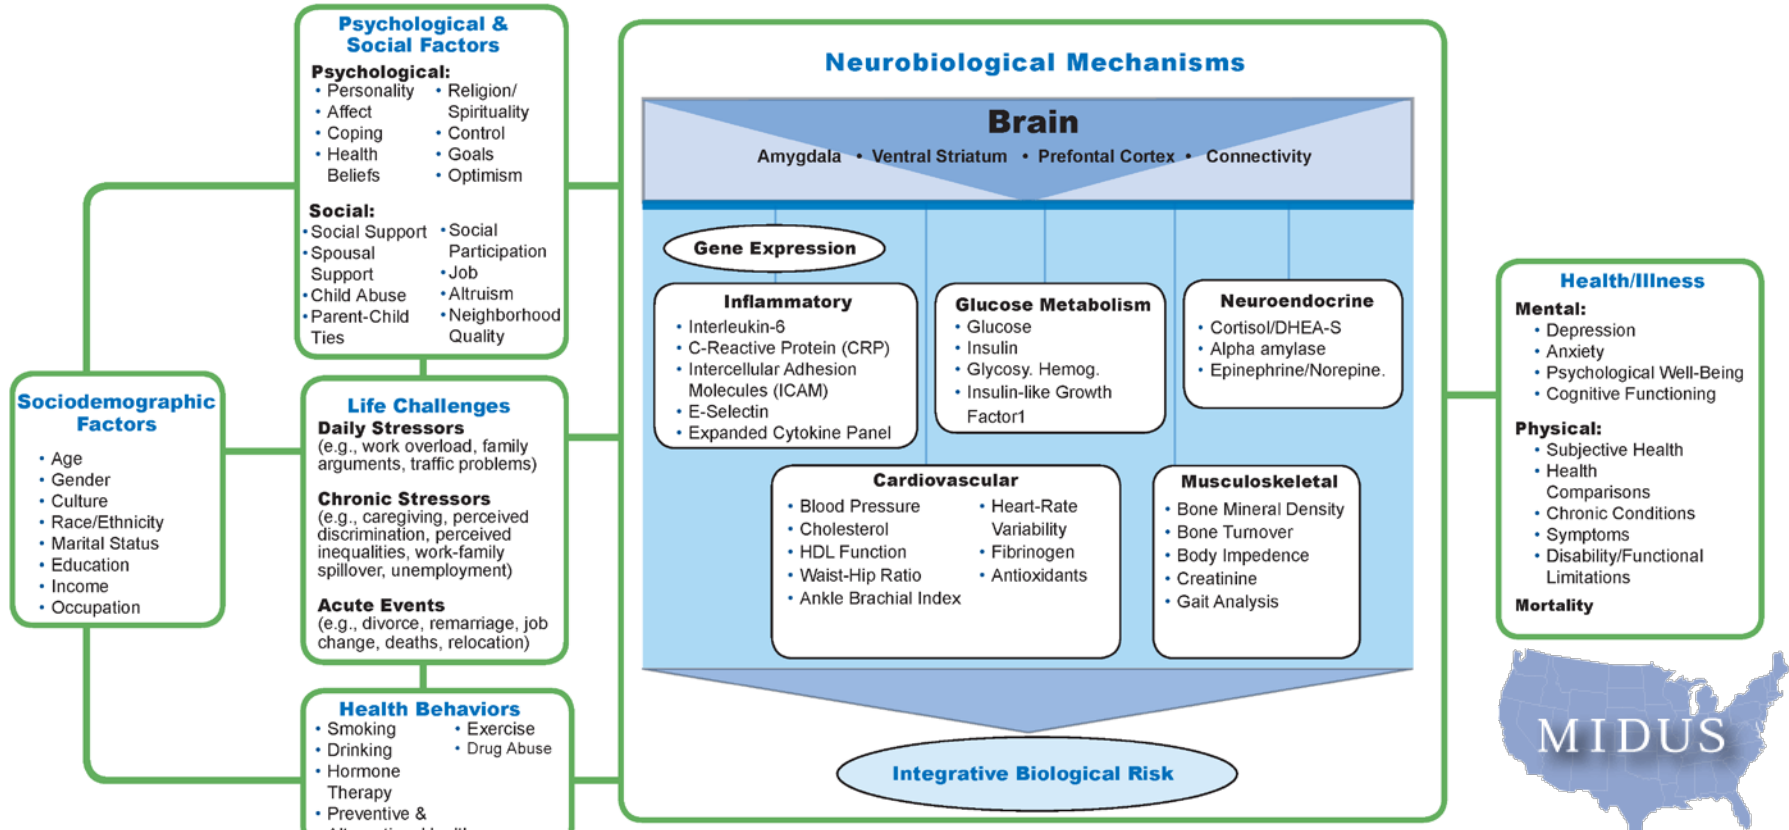 Psychological &
Social Factors
Psychological:
• Personality
• Affect
• Coping
• Health
Beliefs
• Religion/
Spirituality
• Control
• Goals
• Optimism
Social:
• Social Support
• Spousal
Support
• Child Abuse
• Parent-Child
Ties
• Social
Participation
• Job
• Altruism
• Neighborhood
Quality
Sociodemographic
Factors
• Age
• Gender
• Culture
• Race/Ethnicity
• Marital Status
• Education
• Income
• Occupation
Life Challenges
Daily Stressors
(e.g., work overload, family
arguments, traffic problems)
Chronic Stressors
(e.g., caregiving, perceived
discrimination, perceived
inequalities, work-family
spillover, unemployment)
Acute Events
(e.g., divorce, remarriage, job
change, deaths, relocation)
Health Behaviors
• Smoking
• Drinking
• Hormone
Therapy
• Preventive &
• Exercise
• Drug Abuse
Neurobiological Mechanisms
Brain
Amygdala • Ventral Striatum • Prefontal Cortex • Connectivity
Gene Expression
Inflammatory
• Interleukin-6
• C-Reactive Protein (CRP)
• Intercellular Adhesion
Molecules (ICAM)
• E-Selectin
• Expanded Cytokine Panel
Glucose Metabolism
• Glucose
• Insulin
• Glycosy. Hemog.
• Insulin-like Growth
Factor1
Neuroendocrine
• Cortisol/DHEA-S
• Alpha amylase
• Epinephrine/Norepine.
Cardiovascular
• Blood Pressure
• Cholesterol
• HDL Function
• Waist-Hip Ratio
• Ankle Brachial Index
• Heart-Rate
Variability
• Fibrinogen
• Antioxidants
Musculoskeletal
• Bone Mineral Density
• Bone Turnover
• Body Impedence
• Creatinine
• Gait Analysis
Integrative Biological Risk
Health/Illness
Mental:
• Depression
• Anxiety
• Psychological Well-Being
• Cognitive Functioning
Physical:
• Subjective Health
• Health
Comparisons
• Chronic Conditions
• Symptoms
• Disability/Functional
Limitations
Mortality
MIDUS